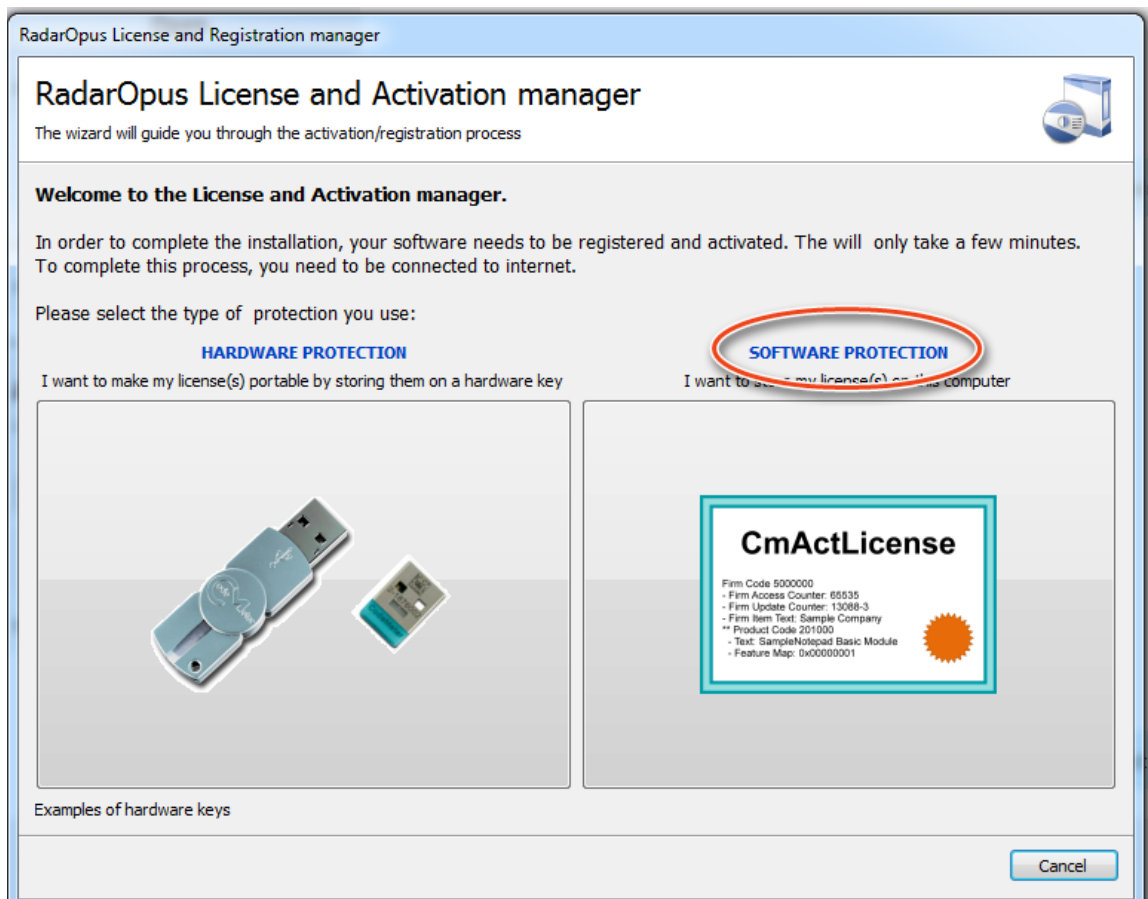 RadarOpus License and Registration manager
RadarOpus License and Activation manager
The wizard will guide you through the activation/registration process
Welcome to the License and Activation manager.
In order to complete the installation, your software needs to be registered and activated. The will only take a few minutes.
To complete this process, you need to be connected to internet.
Please select the type of protection you use:
HARDWARE PROTECTION
I want to make my license(s) portable by storing them on a hardware key
SOFTWARE PROTECTION
I want to store my license(s) on this computer
CmActLicense
Firm Code 5000000
- Firm Access Counter: 65535
- Firm Update Counter: 13088-3
- Firm Item Text: Sample Company
** Product Code 201000
- Text: SampleNotepad Basic Module
- Feature Map: 0x00000001
Examples of hardware keys
Cancel